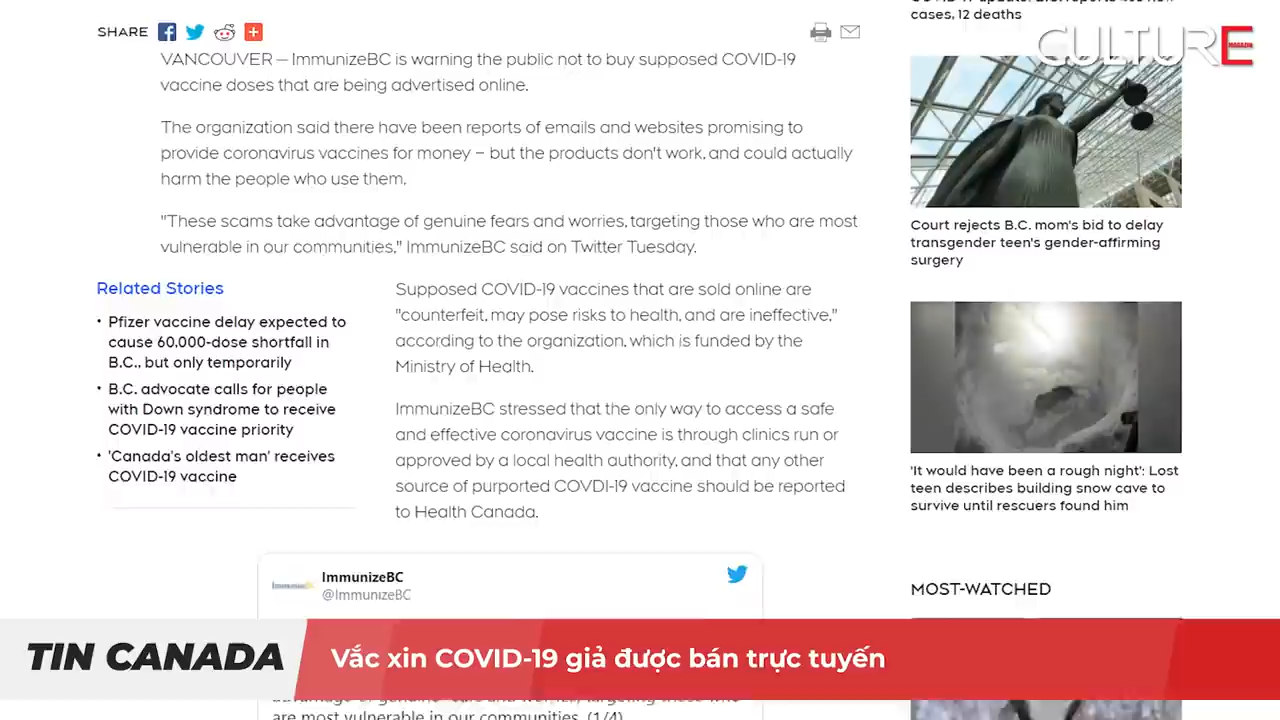 SHARE
VANCOUVER — ImmunizeBC is warning the public not to buy supposed COVID-19
vaccine doses that are being advertised online.
The organization said there have been reports of emails and websites promising to
provide coronavirus vaccines for money – but the products don't work, and could actually
harm the people who use them.
"These scams take advantage of genuine fears and worries, targeting those who are most
vulnerable in our communities," ImmunizeBC said on Twitter Tuesday.
Related Stories
• Pfizer vaccine delay expected to
cause 60,000-dose shortfall in
B.C., but only temporarily
• B.C. advocate calls for people
with Down syndrome to receive
COVID-19 vaccine priority
• 'Canada's oldest man' receives
COVID-19 vaccine
Supposed COVID-19 vaccines that are sold online are
"counterfeit, may pose risks to health, and are ineffective,"
according to the organization, which is funded by the
Ministry of Health.
ImmunizeBC stressed that the only way to access a safe
and effective coronavirus vaccine is through clinics run or
approved by a local health authority, and that any other
source of purported COVDI-19 vaccine should be reported
to Health Canada.
ImmunizeBC
@ImmunizeBC
are most vulnerable in our communities. (1/4)
cases, 12 deaths
CULTURE
MAGAZIN
Court rejects B.C. mom's bid to delay
transgender teen's gender-affirming
surgery
'It would have been a rough night': Lost
teen describes building snow cave to
survive until rescuers found him
MOST-WATCHED
TIN CANADA
Vắc xin COVID-19 giả được bán trực tuyến